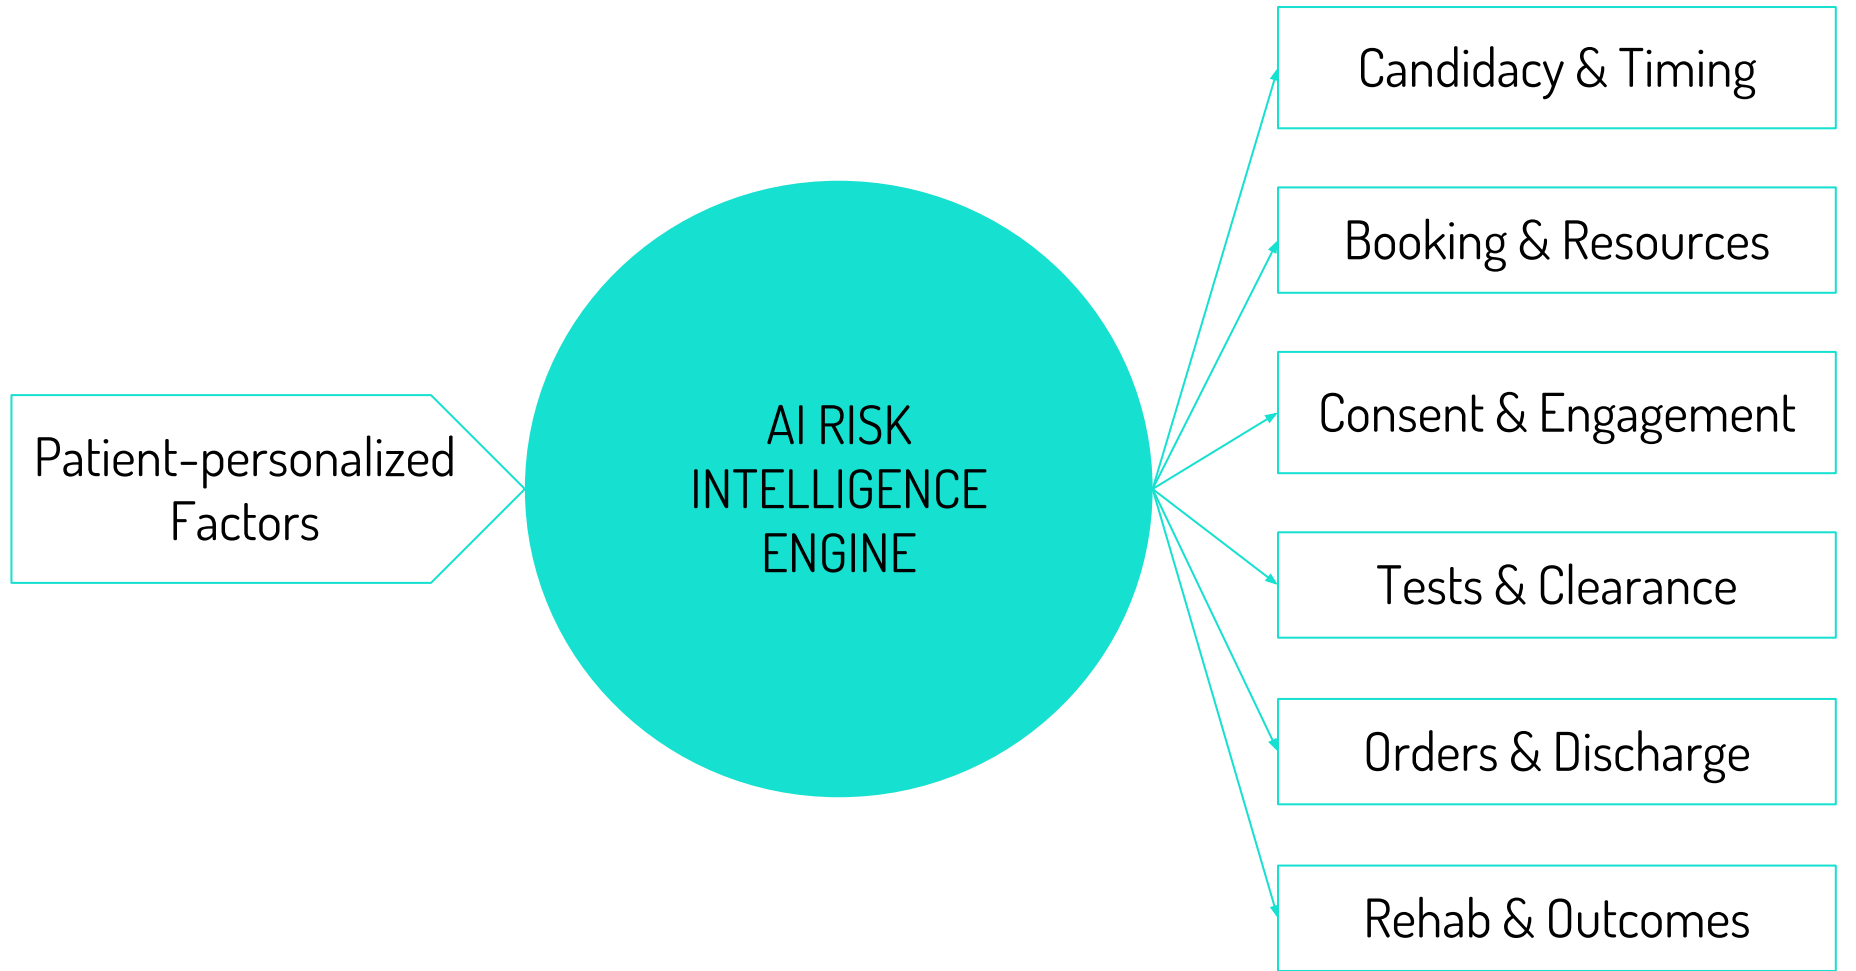 Patient-personalized
Factors
AI RISK
INTELLIGENCE
ENGINE
Candidacy & Timing
Booking & Resources
Consent & Engagement
Tests & Clearance
Orders & Discharge
Rehab & Outcomes